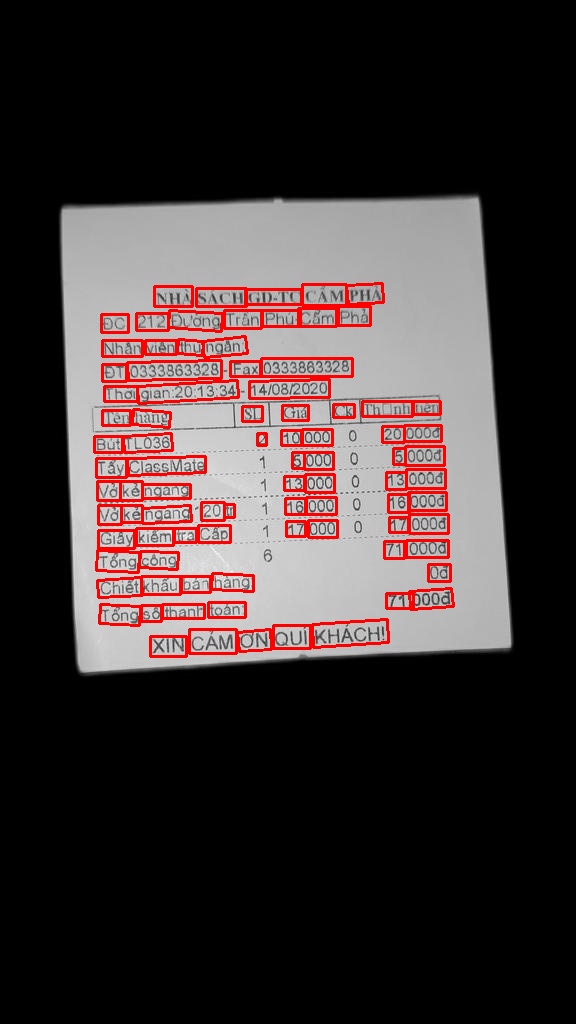 NHÀ SÁCH GD-TC CẨM PHẢ
ĐC 212 Đường Trần Phú Cẩm Phả
Nhân viên thu ngân:
ĐT 0333863328 - Fax 0333863328
Thời gian:20:13:34 - 14/08/2020
Tên hàng SL Giá Ck Thành tiền
Bút TL036 2 10 000 0 20 000đ
Tẩy ClassMate 1 5 000 0 5 000đ
Vở kẻ ngang 1 13 000 0 13 000đ
Vở kẻ ngang 120tr 1 16 000 0 16 000đ
Giấy kiểm tra Cấp 1 17 000 0 17 000đ
Tổng cộng 6 71 000đ
Chiết khấu bán hàng 0đ
Tổng số thanh toán 71 000đ
XIN CẢM ƠN QUÍ KHÁCH!